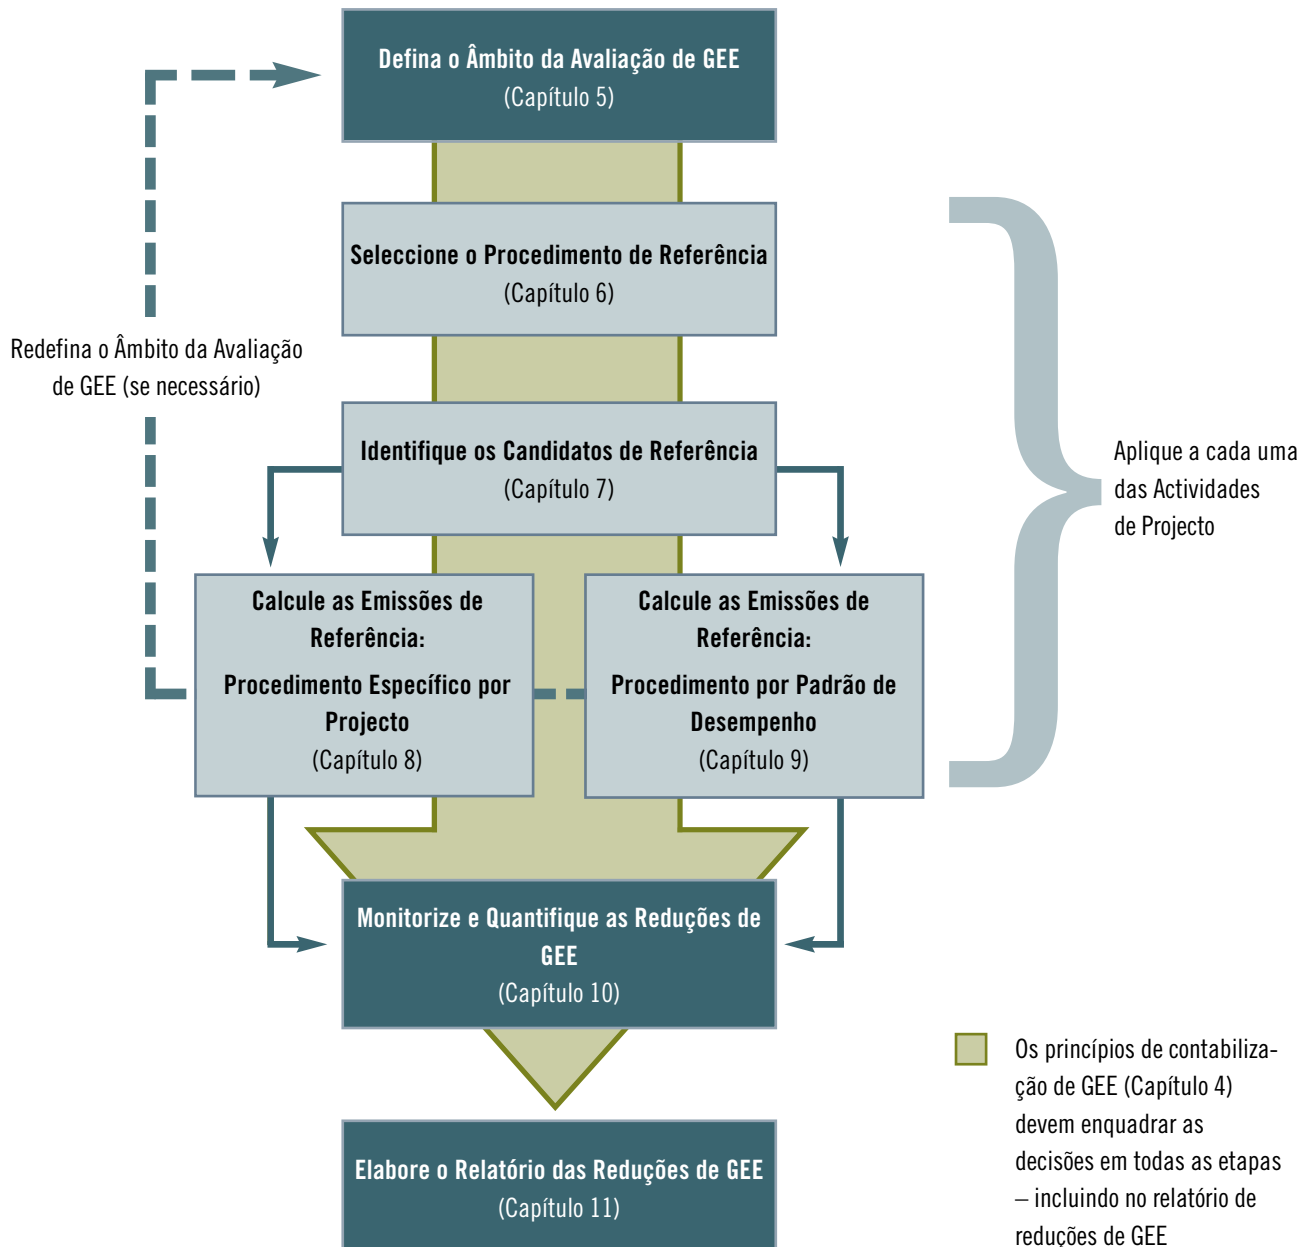 Defina o Âmbito da Avaliação de GEE
(Capítulo 5)
Seleccione o Procedimento de Referência
(Capítulo 6)
Redefina o Âmbito da Avaliação
de GEE (se necessário)
Identifique os Candidatos de Referência
(Capítulo 7)
Aplique a cada uma
das Actividades
de Projecto
Calcule as Emissões de
Referência:
Procedimento Específico por
Projecto
(Capítulo 8)
Calcule as Emissões de
Referência:
Procedimento por Padrão de
Desempenho
(Capítulo 9)
Monitorize e Quantifique as Reduções de
GEE
(Capítulo 10)
Elabore o Relatório das Reduções de GEE
(Capítulo 11)
Os princípios de contabiliza-
ção de GEE (Capítulo 4)
devem enquadrar as
decisões em todas as etapas
– incluindo no relatório de
reduções de GEE